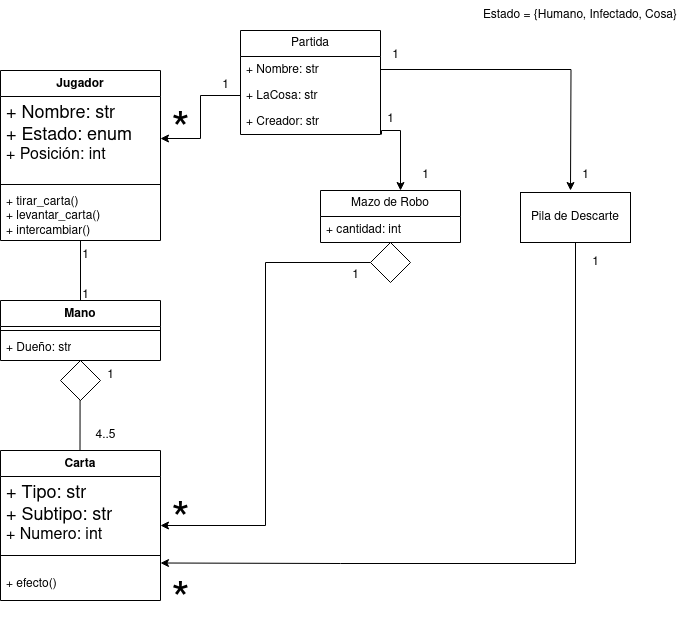 Estado = {Humano, Infectado, Cosa}
Partida
+ Nombre: str
+ LaCosa: str
+ Creador: str
1
1
1
*
Jugador
+ Nombre: str
+ Estado: enum
+ Posición: int
+ tirar_carta()
+ levantar_carta()
+ intercambiar()
1
1
Mazo de Robo
+ cantidad: int
1
Pila de Descarte
1
1
1
Mano
+ Dueño: str
1
4..5
Carta
+ Tipo: str
+ Subtipo: str
+ Numero: int
+ efecto()
*
*